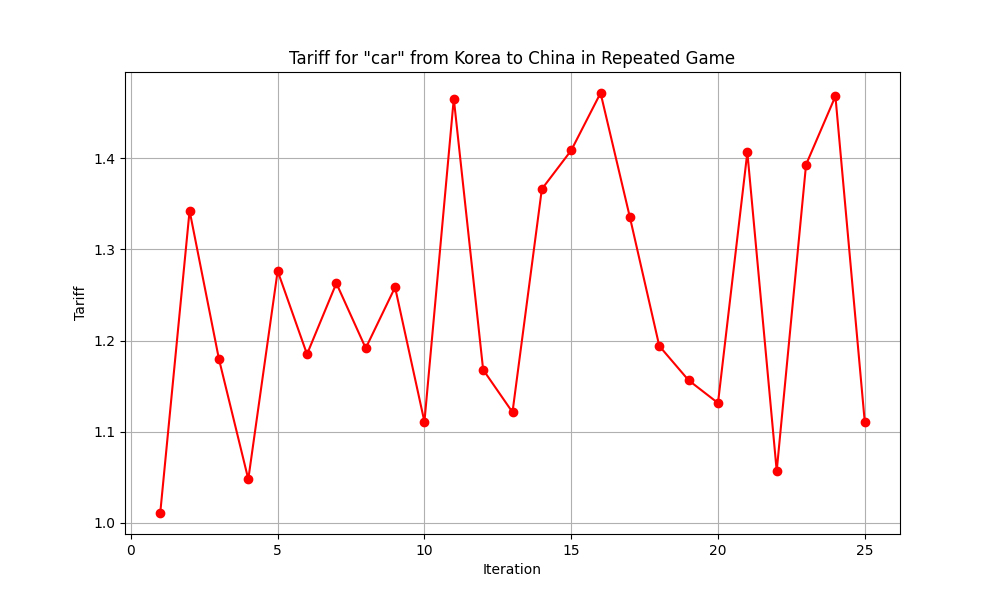 Tariff for "car" from Korea to China in Repeated Game
Tariff
1.4
1.3
1.2
1.1
1.0
0 5 10 15 20 25
Iteration